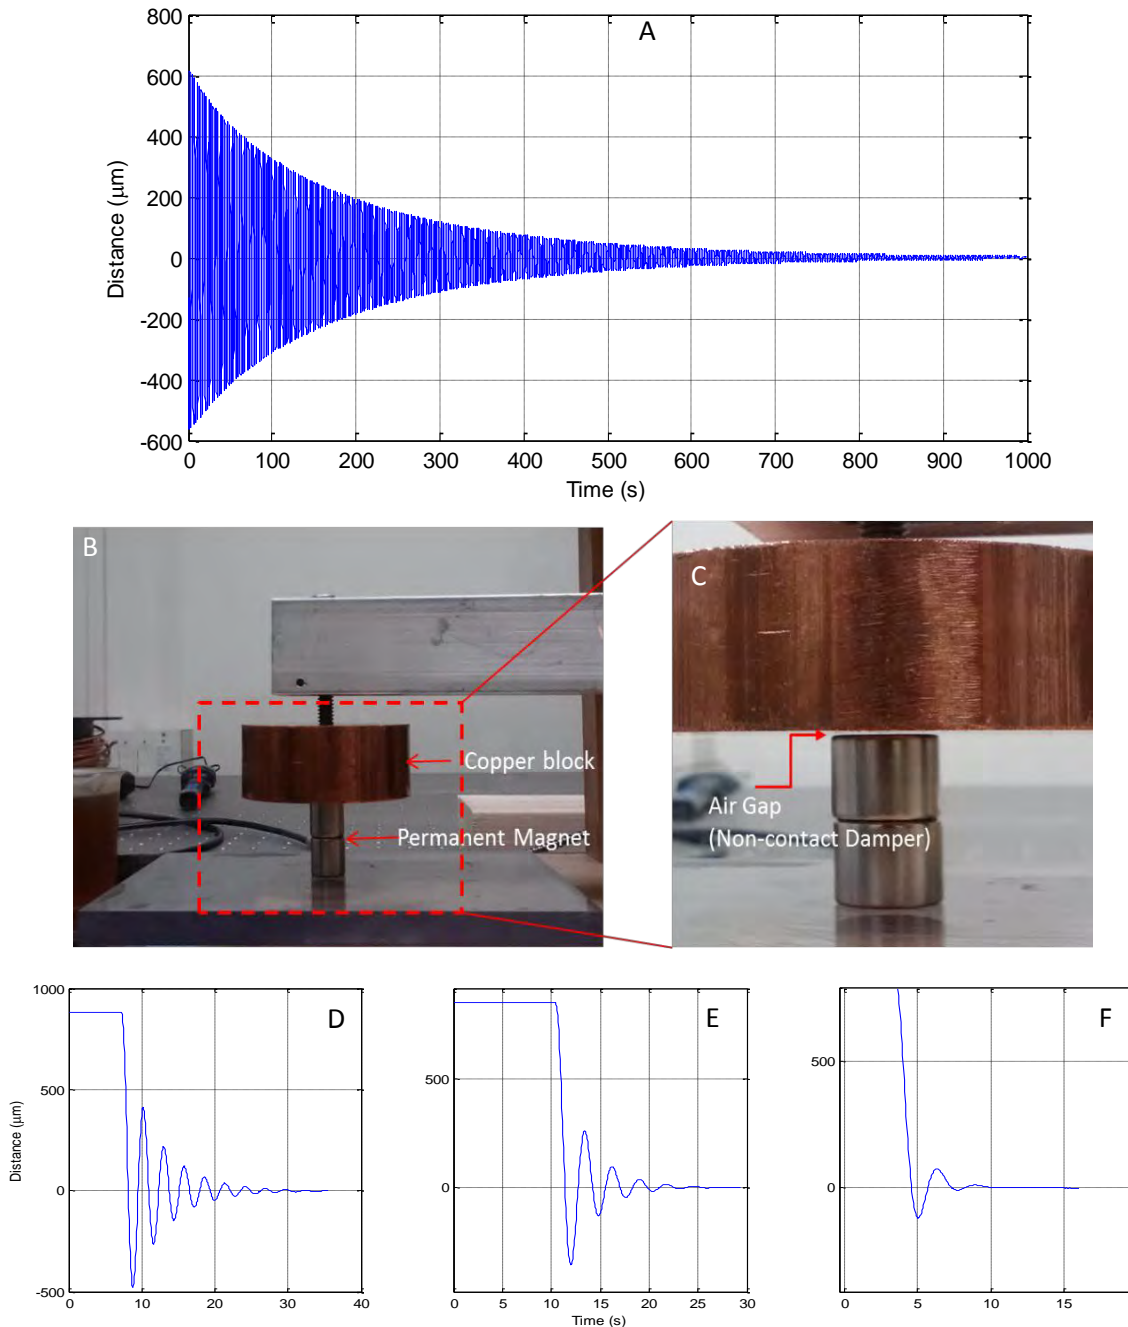 A
800
600
400
200
0
-200
-400
-600
Distance (μm)
0 100 200 300 400 500 600 700 800 900 1000
Time (s)
B
Copper block
Permanent Magnet
C
Air Gap
(Non-contact Damper)
D
1000
500
0
-500
Distance (μm)
0 10 20 30 40
E
500
0
0 5 10 15 20 25 30
Time (s)
F
500
0
0 5 10 15